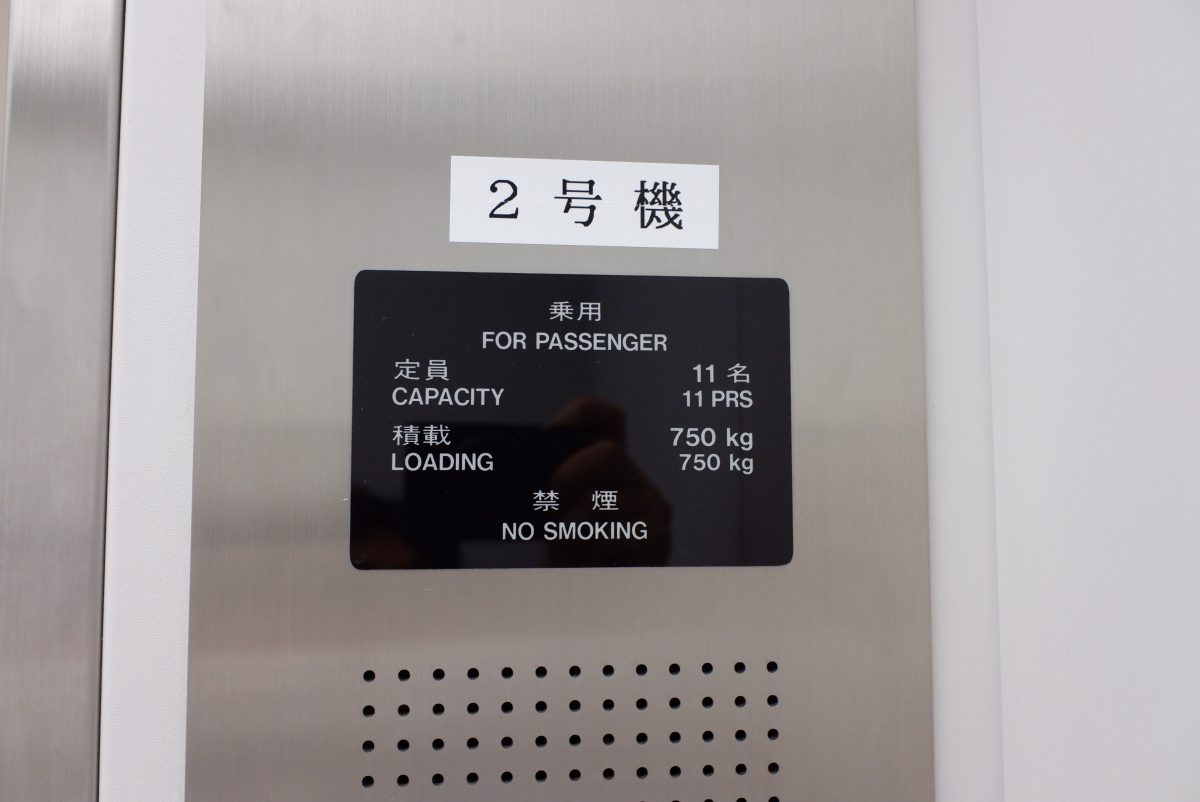 2号機
乗用
FOR PASSENGER
定員 11 名
CAPACITY 11 PRS
積載 750 kg
LOADING 750 kg
禁 煙
NO SMOKING